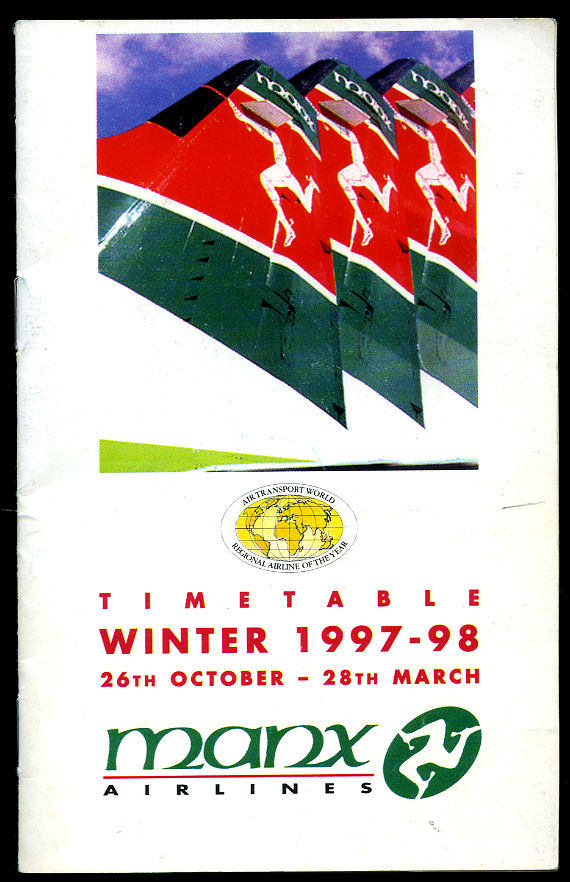 manx
manx
manx
AIR TRANSPORT WORLD
REGIONAL AIRLINE OF THE YEAR
TIMETABLE
WINTER 1997-98
26TH OCTOBER – 28TH MARCH
manx
AIRLINES